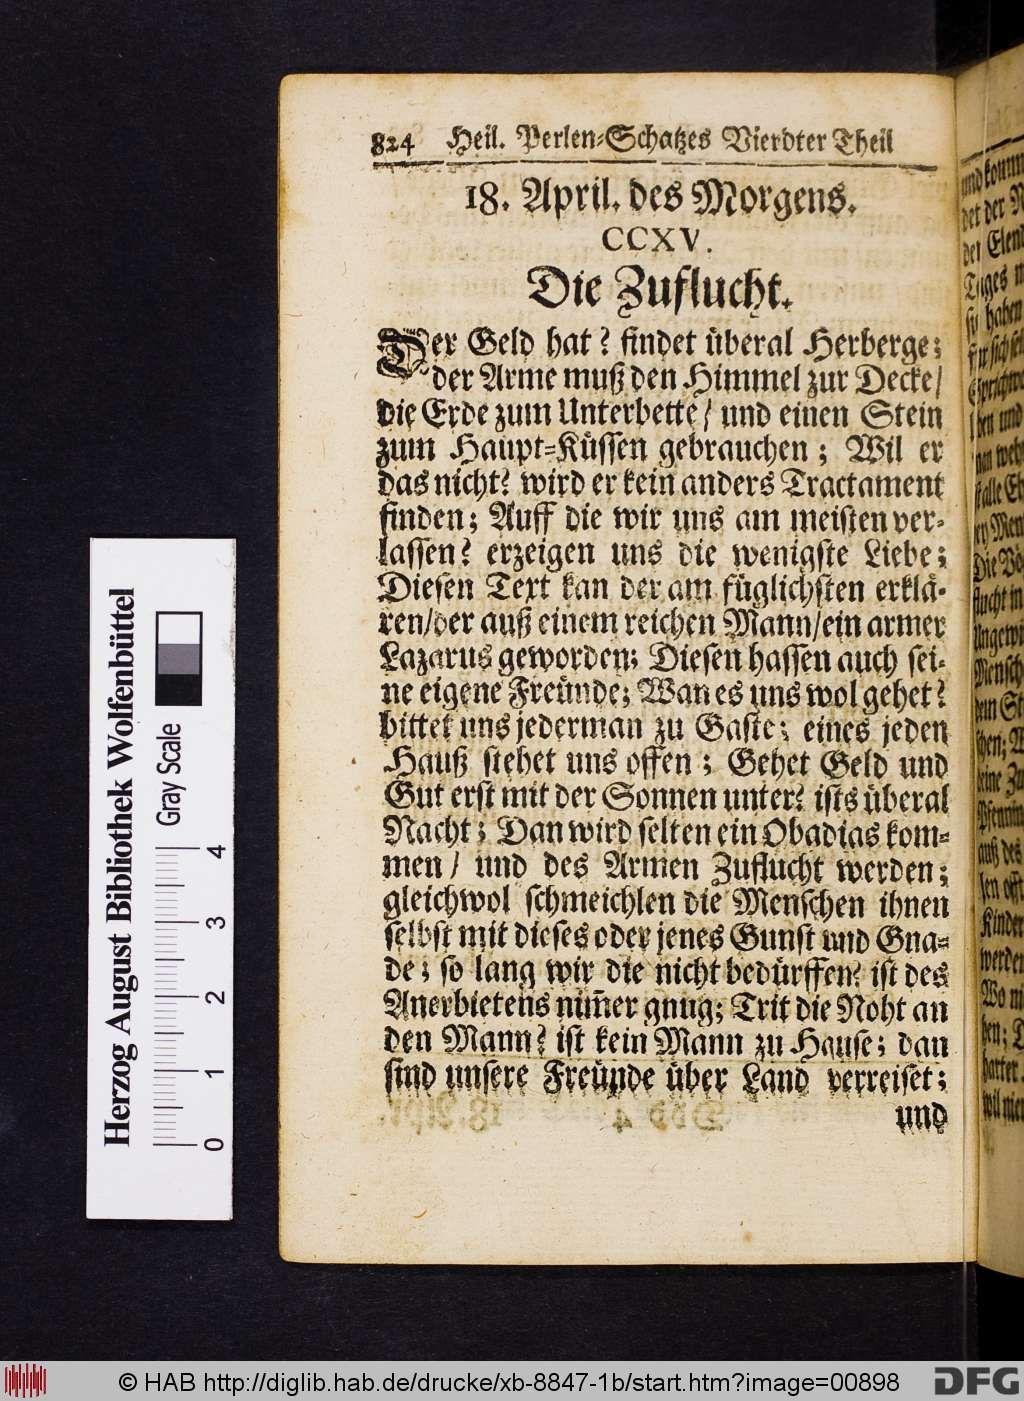 824 Heil. Perlen-Schatzes Vierdter Theil
18. April. des Morgens.
CCXV.
Die Zuflucht.
Der Geld hat? findet überal Herberge;
der Arme muß den Himmel zur Decke/
die Erde zum Unterbette/ und einen Stein
zum Haupt-Küssen gebrauchen; Wil er
das nicht? wird er kein anders Tractament
finden; Auff die wir uns am meisten ver-
lassen? erzeigen uns die wenigste Liebe;
Diesen Text kan der am füglichsten erklä-
ren/der auß einem reichen Mann/ein armer
Lazarus geworden; Diesen hassen auch sei-
ne eigene Freünde; Wan es uns wol gehet?
bittet uns jederman zu Gaste; eines jeden
Hauß stehet uns offen; Gehet Geld und
Gut erst mit der Sonnen unter? ists überal
Nacht; Dan wird selten ein Obadias kom-
men/ und des Armen Zuflucht werden;
gleichwol schmeichlen die Menschen ihnen
selbst mit dieses oder jenes Gunst und Gna-
de; so lang wir die nicht bedürffen? ist des
Anerbietens nim̄er gnug; Trit die Noht an
den Mann? ist kein Mann zu Hause; dan
sind unsere Freünde über Land verreiset;
und
Herzog August Bibliothek Wolfenbüttel
Gray Scale
0 1 2 3 4
© HAB http://diglib.hab.de/drucke/xb-8847-1b/start.htm?image=00898
DFG